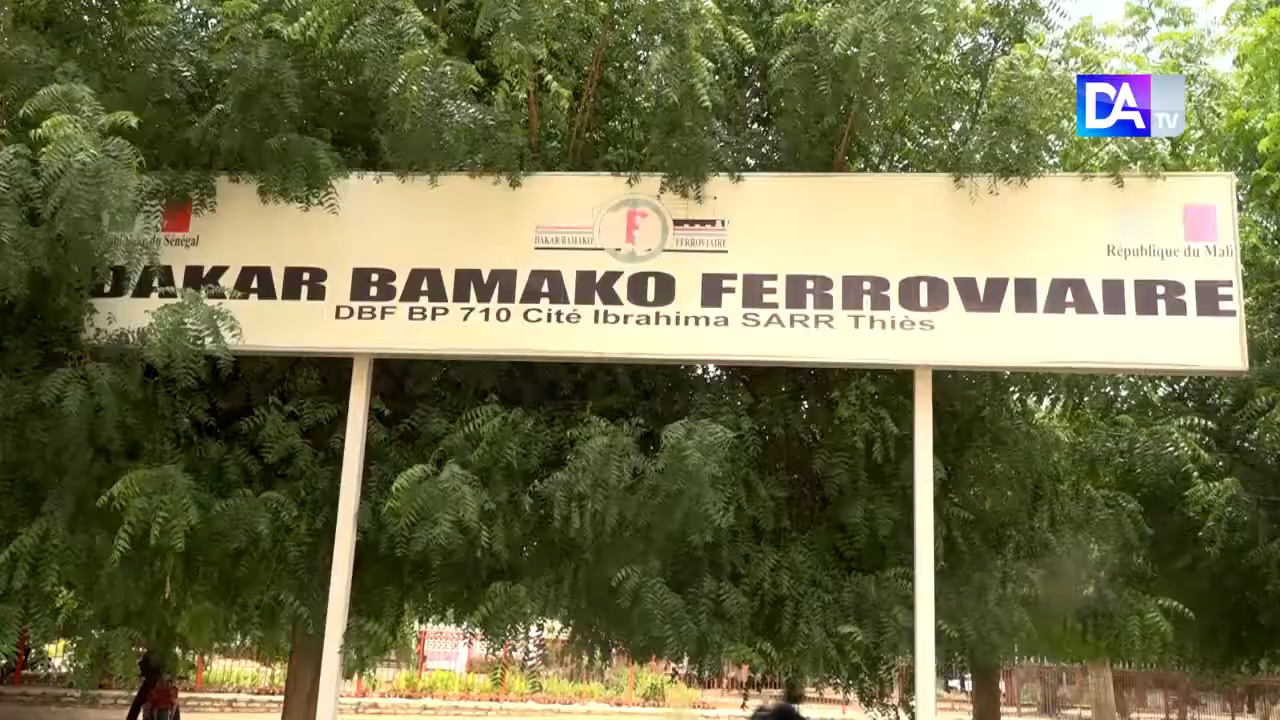 DA TV
du Sénégal
DAKAR BAMAKO
FERROVIAIRE
F
République du Mali
DAKAR BAMAKO FERROVIAIRE
DBF BP 710 Cité Ibrahima SARR Thiès